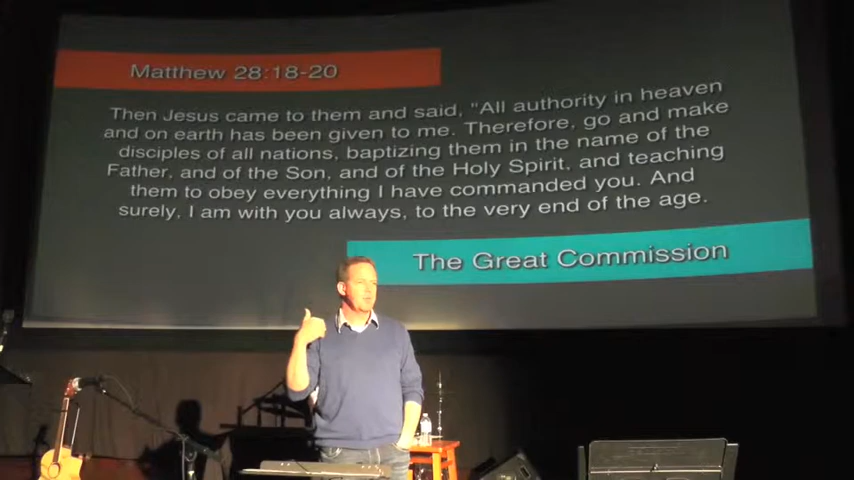 Matthew 28:18-20
Then Jesus came to them and said, "All authority in heaven
and on earth has been given to me. Therefore, go and make
disciples of all nations, baptizing them in the name of the
Father, and of the Son, and of the Holy Spirit, and teaching
them to obey everything I have commanded you. And
surely, I am with you always, to the very end of the age.
The Great Commission